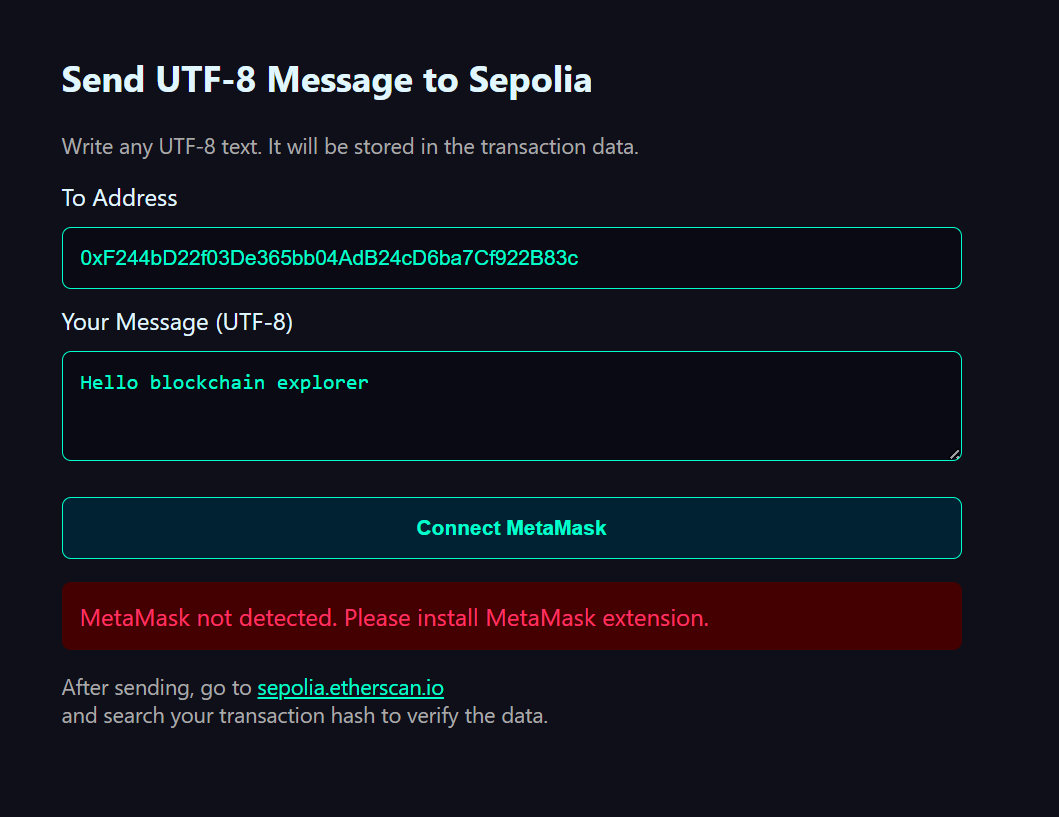 Send UTF-8 Message to Sepolia
Write any UTF-8 text. It will be stored in the transaction data.
To Address
0xF244bD22f03De365bb04AdB24cD6ba7Cf922B83c
Your Message (UTF-8)
Hello blockchain explorer
Connect MetaMask
MetaMask not detected. Please install MetaMask extension.
After sending, go to sepolia.etherscan.io
and search your transaction hash to verify the data.